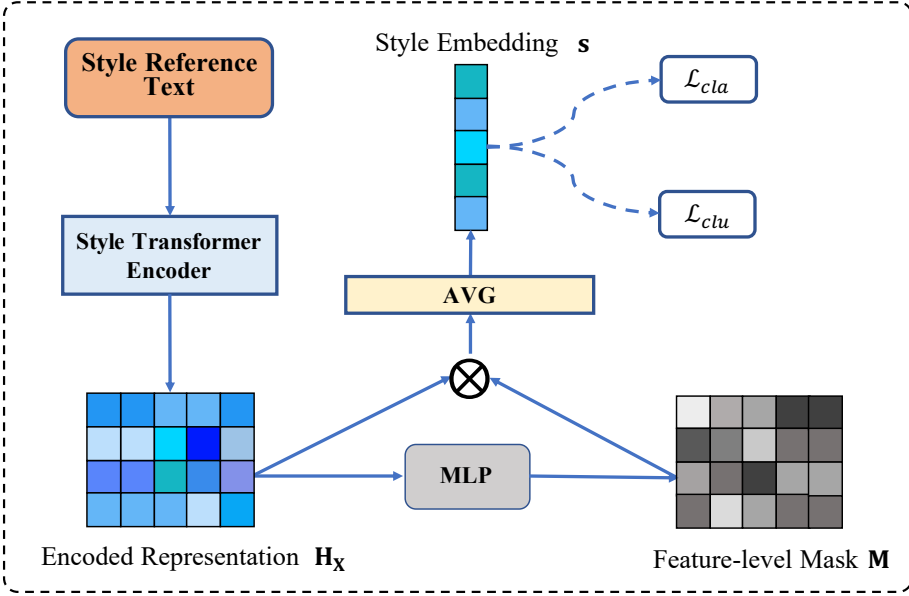 Style Reference
Text
Style Embedding s
ℒcla
Style Transformer
Encoder
ℒclu
AVG
MLP
Encoded Representation Hx
Feature-level Mask M